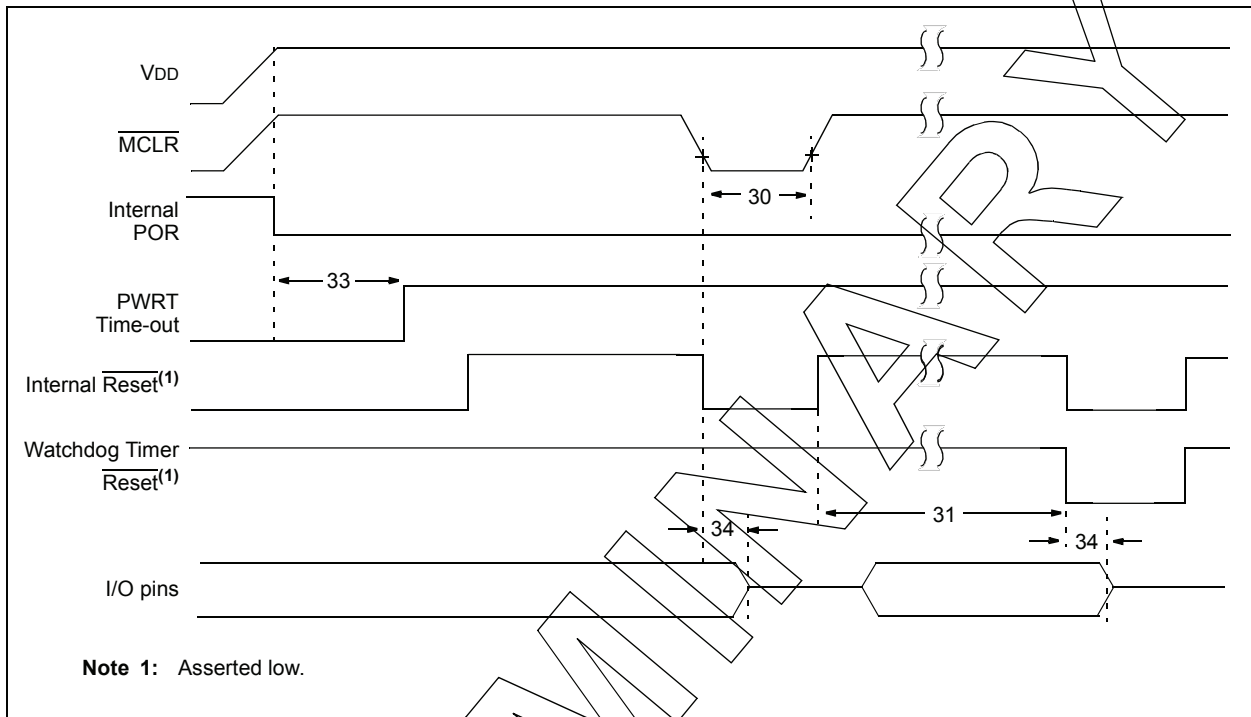 VDD
MCLR
30
Internal
POR
33
PWRT
Time-out
Internal Reset(1)
Watchdog Timer
Reset(1)
31
34
34
I/O pins
Note 1: Asserted low.